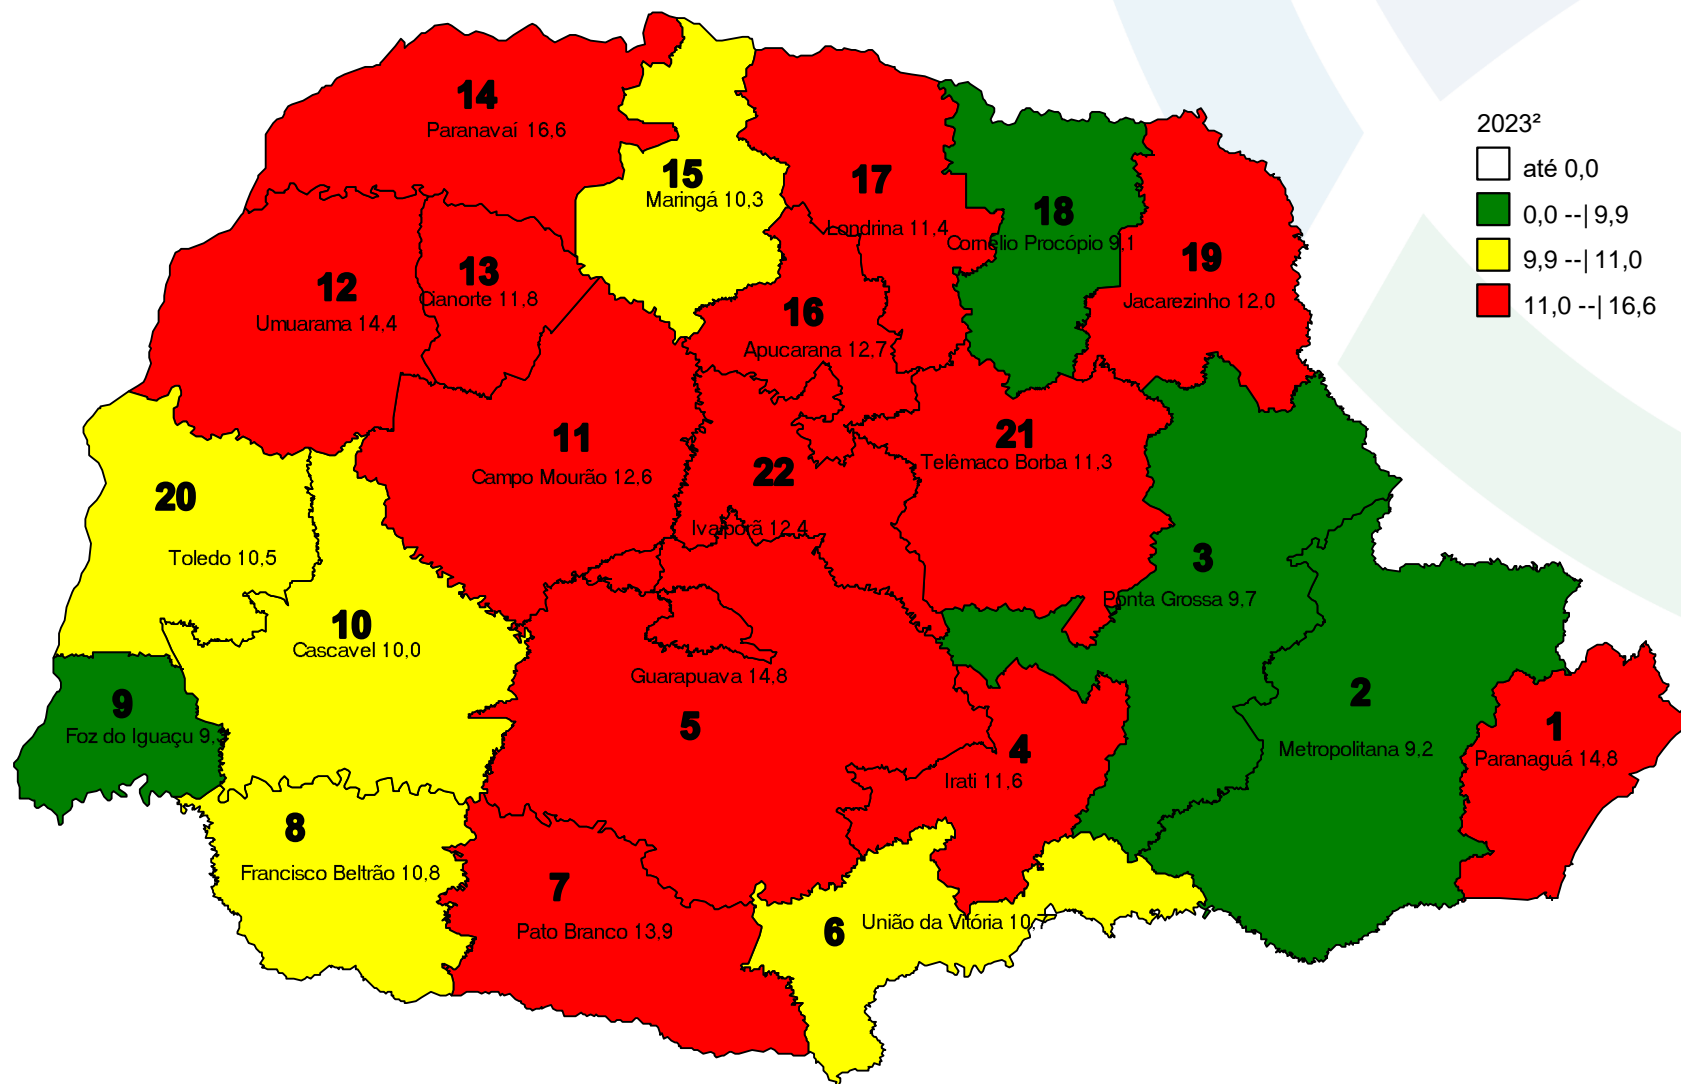 2023²
até 0,0
0,0 --| 9,9
9,9 --| 11,0
11,0 --| 16,6
14
Paranavaí 16,6
15
Maringá 10,3
17
Londrina 11,4
18
Cornélio Procópio 9,1
19
Jacarezinho 12,0
12
Umuarama 14,4
13
Cianorte 11,8
16
Apucarana 12,7
11
Campo Mourão 12,6
22
Ivaiporã 12,4
21
Telêmaco Borba 11,3
20
Toledo 10,5
3
Ponta Grossa 9,7
10
Cascavel 10,0
Guarapuava 14,8
5
9
Foz do Iguaçu
2
Metropolitana 9,2
1
Paranaguá 14,8
4
Irati 11,6
8
Francisco Beltrão 10,8
7
Pato Branco 13,9
6
União da Vitória 10,7